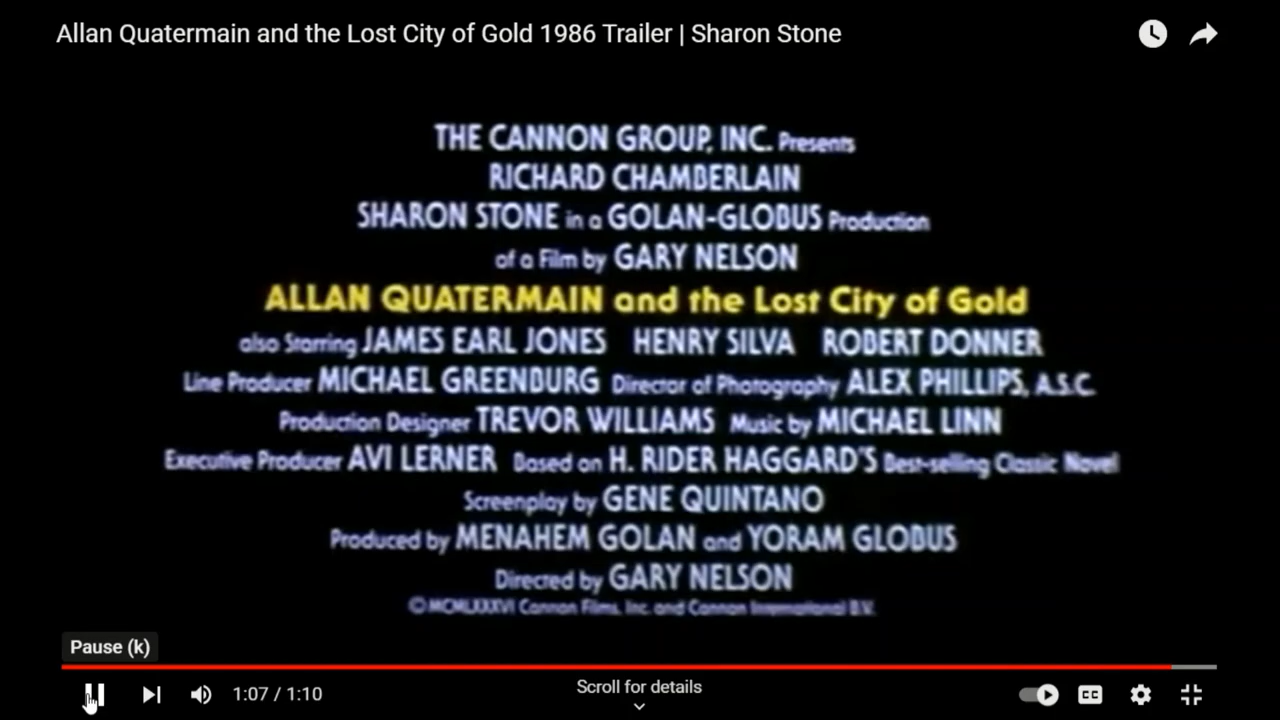 Allan Quatermain and the Lost City of Gold 1986 Trailer | Sharon Stone
THE CANNON GROUP, INC. Presents
RICHARD CHAMBERLAIN
SHARON STONE in a GOLAN-GLOBUS Production
of a Film by GARY NELSON
ALLAN QUATERMAIN and the Lost City of Gold
also Starring JAMES EARL JONES HENRY SILVA ROBERT DONNER
Line Producer MICHAEL GREENBURG Director of Photography ALEX PHILLIPS, A.S.C.
Production Designer TREVOR WILLIAMS Music by MICHAEL LINN
Executive Producer AVI LERNER Based on H. RIDER HAGGARD'S Best-selling Classic Novel
Screenplay by GENE QUINTANO
Produced by MENAHEM GOLAN and YORAM GLOBUS
Directed by GARY NELSON
©MCMLXXXVI Cannon Films, Inc. and Cannon International B.V.
Pause (k)
1:07 / 1:10
Scroll for details
CC